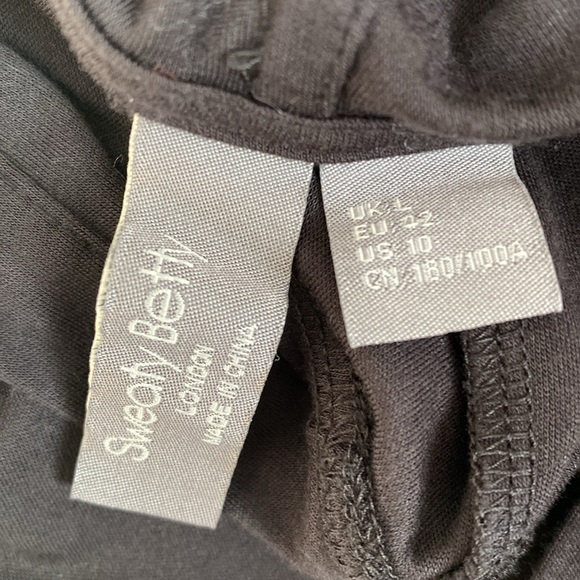 Sweaty Betty
LONDON
MADE IN CHINA
UK: L
EU: 42
US: 10
CN: 180/100A